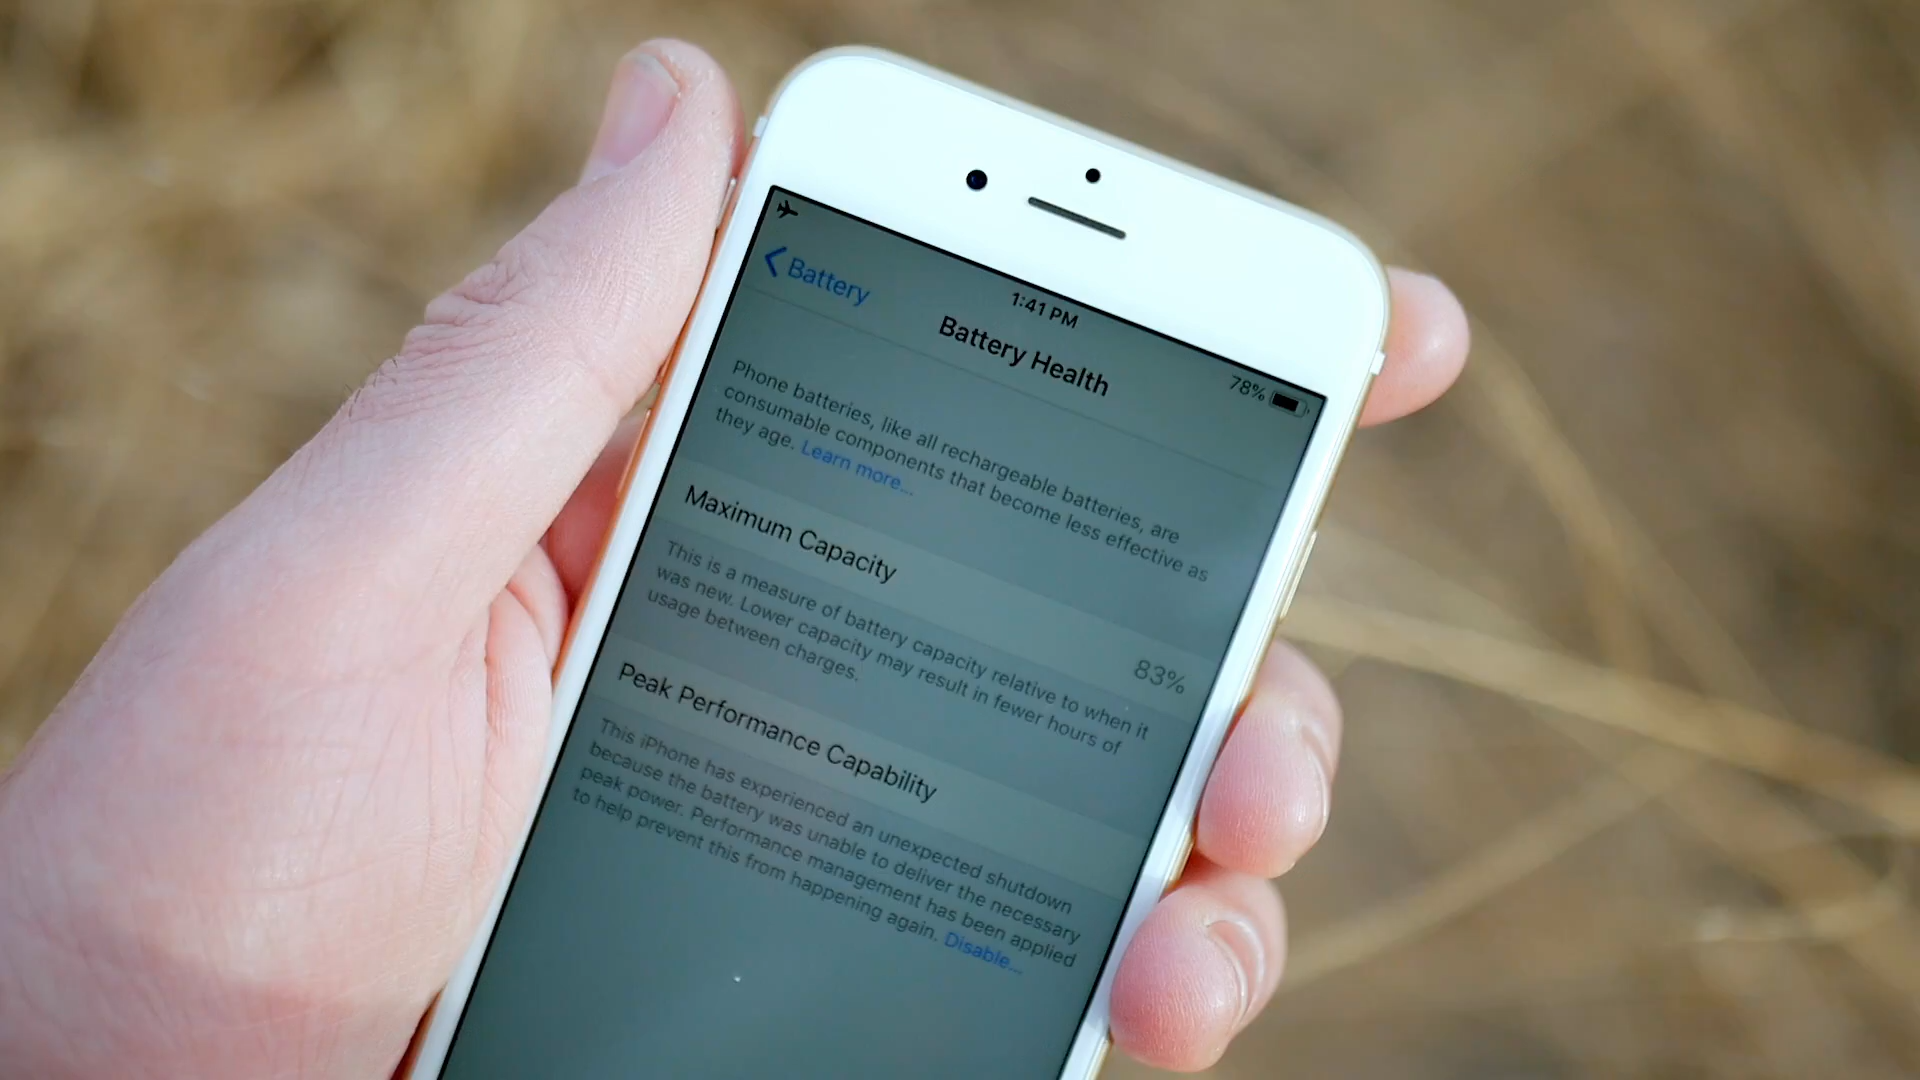 1:41 PM
78%
Battery
Battery Health
Phone batteries, like all rechargeable batteries, are
consumable components that become less effective as
they age. Learn more...
Maximum Capacity
83%
This is a measure of battery capacity relative to when it
was new. Lower capacity may result in fewer hours of
usage between charges.
Peak Performance Capability
This iPhone has experienced an unexpected shutdown
because the battery was unable to deliver the necessary
peak power. Performance management has been applied
to help prevent this from happening again. Disable...